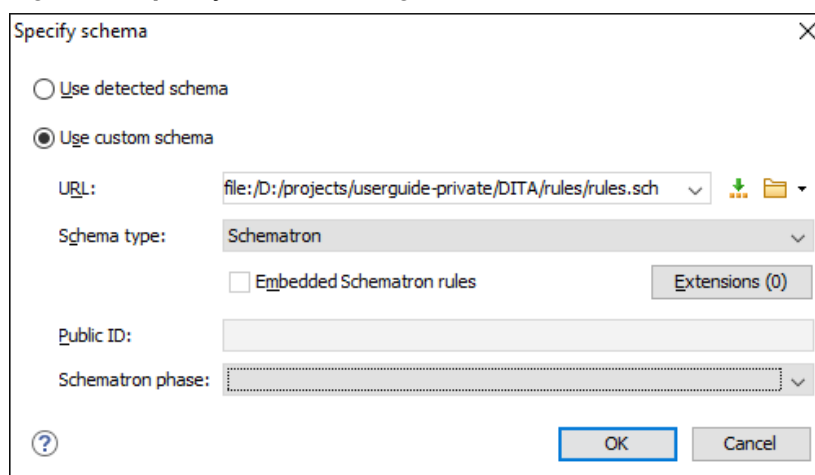 Specify schema
Use detected schema
Use custom schema
URL: file:/D:/projects/userguide-private/DITA/rules/rules.sch
Schema type: Schematron
Embedded Schematron rules Extensions (0)
Public ID:
Schematron phase:
? OK Cancel